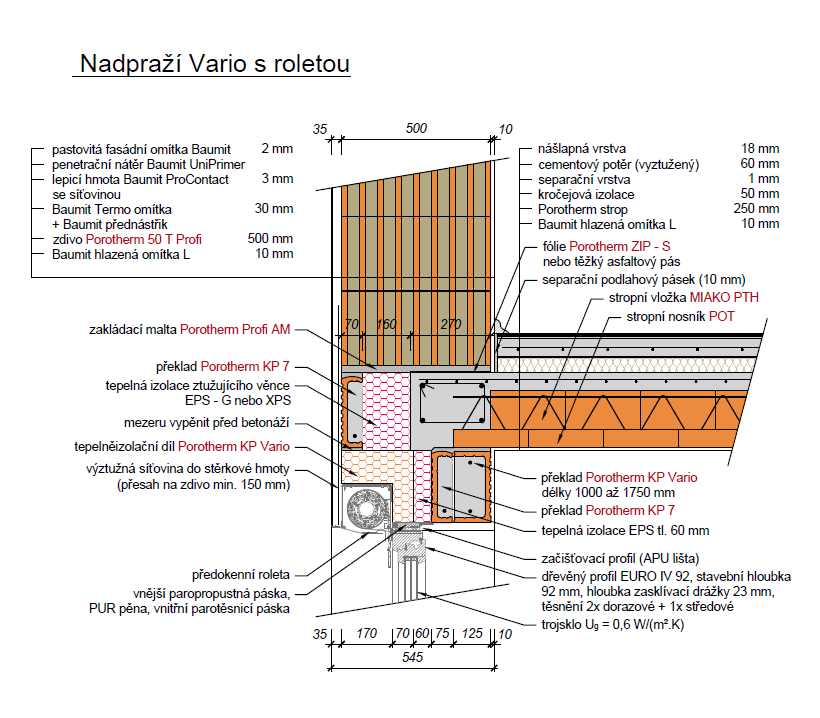 Nadpraží Vario s roletou
35 500 10
pastovitá fasádní omítka Baumit 2 mm
penetrační nátěr Baumit UniPrimer
lepicí hmota Baumit ProContact 3 mm
se síťovinou
Baumit Termo omítka 30 mm
+ Baumit přednástřik
zdivo Porotherm 50 T Profi 500 mm
Baumit hlazená omítka L 10 mm
nášlapná vrstva 18 mm
cementový potěr (vyztužený) 60 mm
separační vrstva 1 mm
kročejová izolace 50 mm
Porotherm strop 250 mm
Baumit hlazená omítka L 10 mm
fólie Porotherm ZIP - S
nebo těžký asfaltový pás
separační podlahový pásek (10 mm)
stropní vložka MIAKO PTH
stropní nosník POT
70 160 270
zakládací malta Porotherm Profi AM
překlad Porotherm KP 7
tepelná izolace ztužujícího věnce
EPS - G nebo XPS
mezeru vypěnit před betonáží
tepelněizolační díl Porotherm KP Vario
výztužná síťovina do stěrkové hmoty
(přesah na zdivo min. 150 mm)
předokenní roleta
vnější paropropustná páska,
PUR pěna, vnitřní parotěsnicí páska
překlad Porotherm KP Vario
délky 1000 až 1750 mm
překlad Porotherm KP 7
tepelná izolace EPS tl. 60 mm
začišťovací profil (APU lišta)
dřevěný profil EURO IV 92, stavební hloubka
92 mm, hloubka zasklívací drážky 23 mm,
těsnění 2x dorazové + 1x středové
trojsklo Ug = 0,6 W/(m².K)
35 170 70 60 75 125 10
545